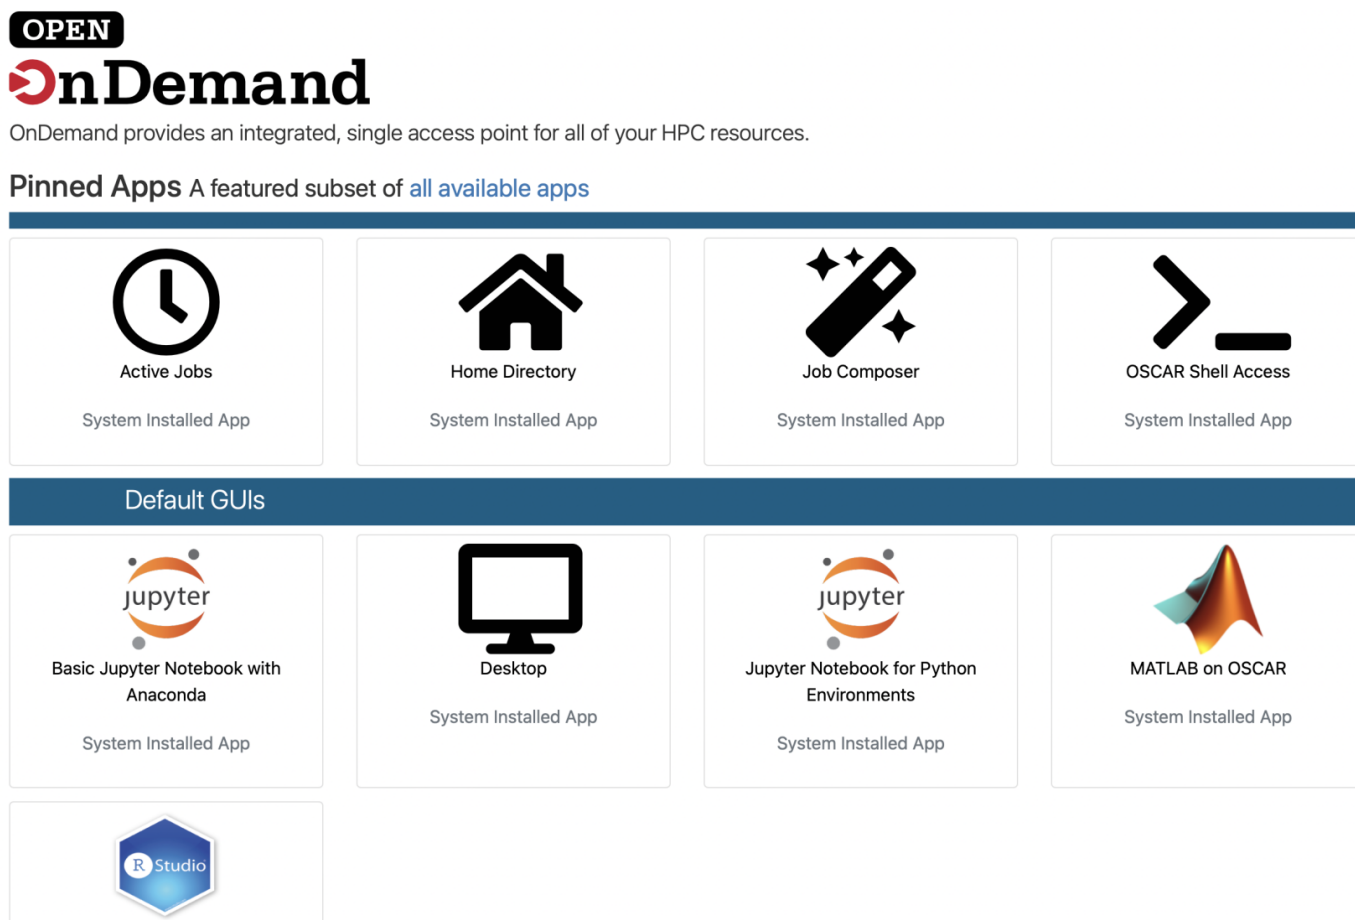 OPEN
OnDemand
OnDemand provides an integrated, single access point for all of your HPC resources.
Pinned Apps A featured subset of all available apps
Active Jobs
System Installed App
Home Directory
System Installed App
Job Composer
System Installed App
OSCAR Shell Access
System Installed App
Default GUIs
jupyter
Basic Jupyter Notebook with
Anaconda
System Installed App
Desktop
System Installed App
jupyter
Jupyter Notebook for Python
Environments
System Installed App
MATLAB on OSCAR
System Installed App
R Studio